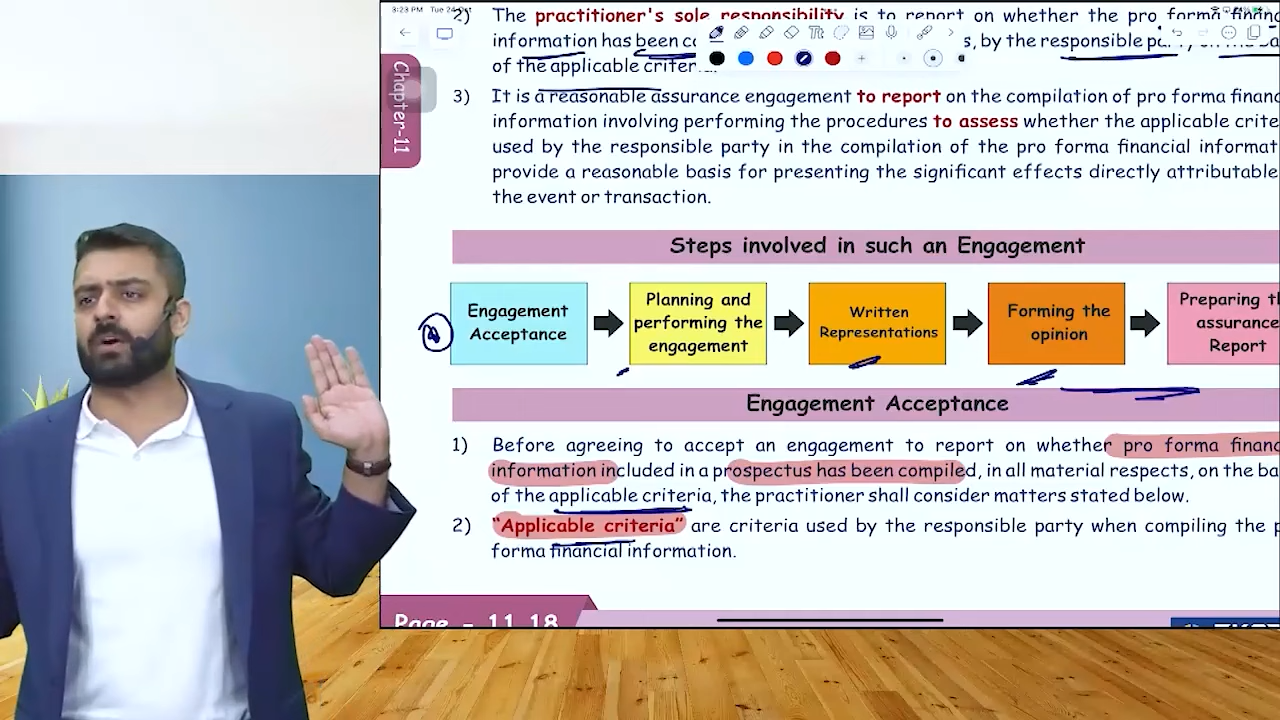 3:23 PM Tue 24 Oct
2) The practitioner's sole responsibility is to report on whether the pro forma
information has been s, by the responsible party
of the applicable criteria.
Chapter-11
3) It is a reasonable assurance engagement to report on the compilation of pro forma
information involving performing the procedures to assess whether the applicable
used by the responsible party in the compilation of the pro forma financial
provide a reasonable basis for presenting the significant effects directly attributable
the event or transaction.
Steps involved in such an Engagement
Engagement
Acceptance
Planning and
performing the
engagement
Written
Representations
Forming the
opinion
Preparing
assurance
Report
Engagement Acceptance
1) Before agreeing to accept an engagement to report on whether pro forma
information included in a prospectus has been compiled, in all material respects, on the
of the applicable criteria, the practitioner shall consider matters stated below.
2) "Applicable criteria" are criteria used by the responsible party when compiling the
forma financial information.
Page - 11.18